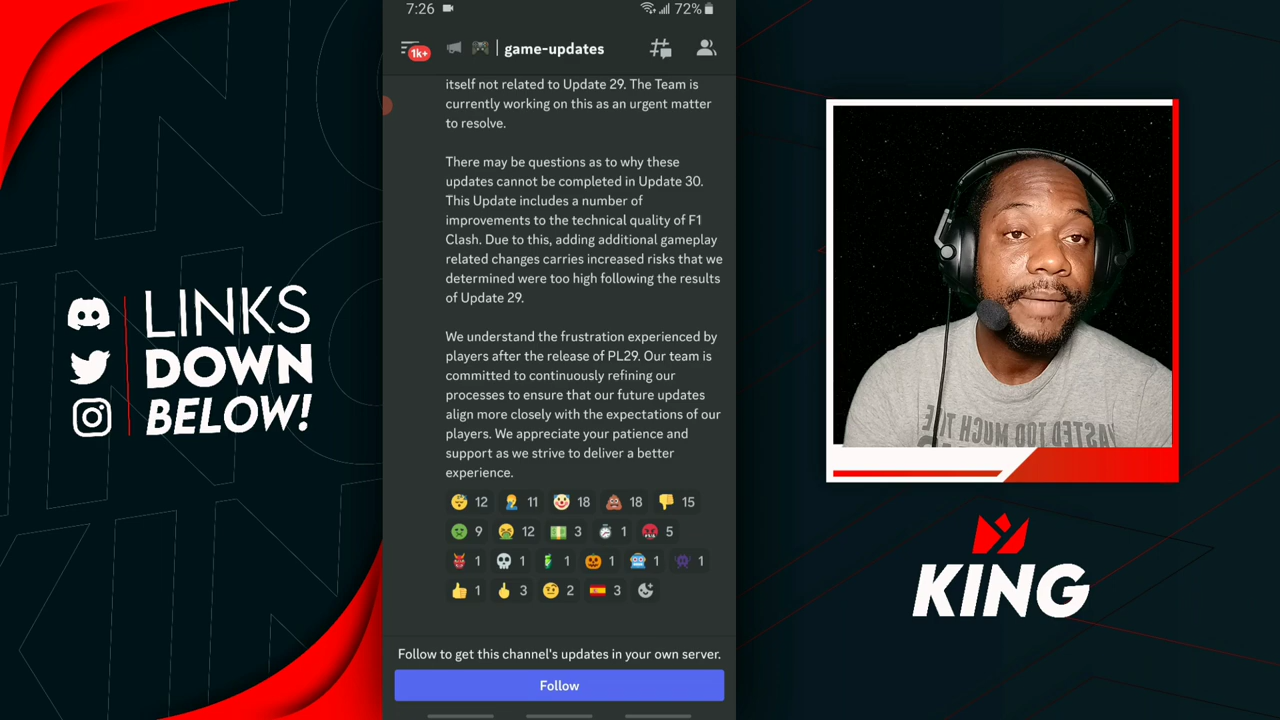 7:26
72%
1k+
game-updates
itself not related to Update 29. The Team is
currently working on this as an urgent matter
to resolve.
There may be questions as to why these
updates cannot be completed in Update 30.
This Update includes a number of
improvements to the technical quality of F1
Clash. Due to this, adding additional gameplay
related changes carries increased risks that we
determined were too high following the results
of Update 29.
We understand the frustration experienced by
players after the release of PL29. Our team is
committed to continuously refining our
processes to ensure that our future updates
align more closely with the expectations of our
players. We appreciate your patience and
support as we strive to deliver a better
experience.
12 11 18 18 15
9 12 3 1 5
1 1 1 1 1 1
1 3 2 3
Follow to get this channel's updates in your own server.
Follow
LINKS
DOWN
BELOW!
WASTED TOO MUCH TIME
KING